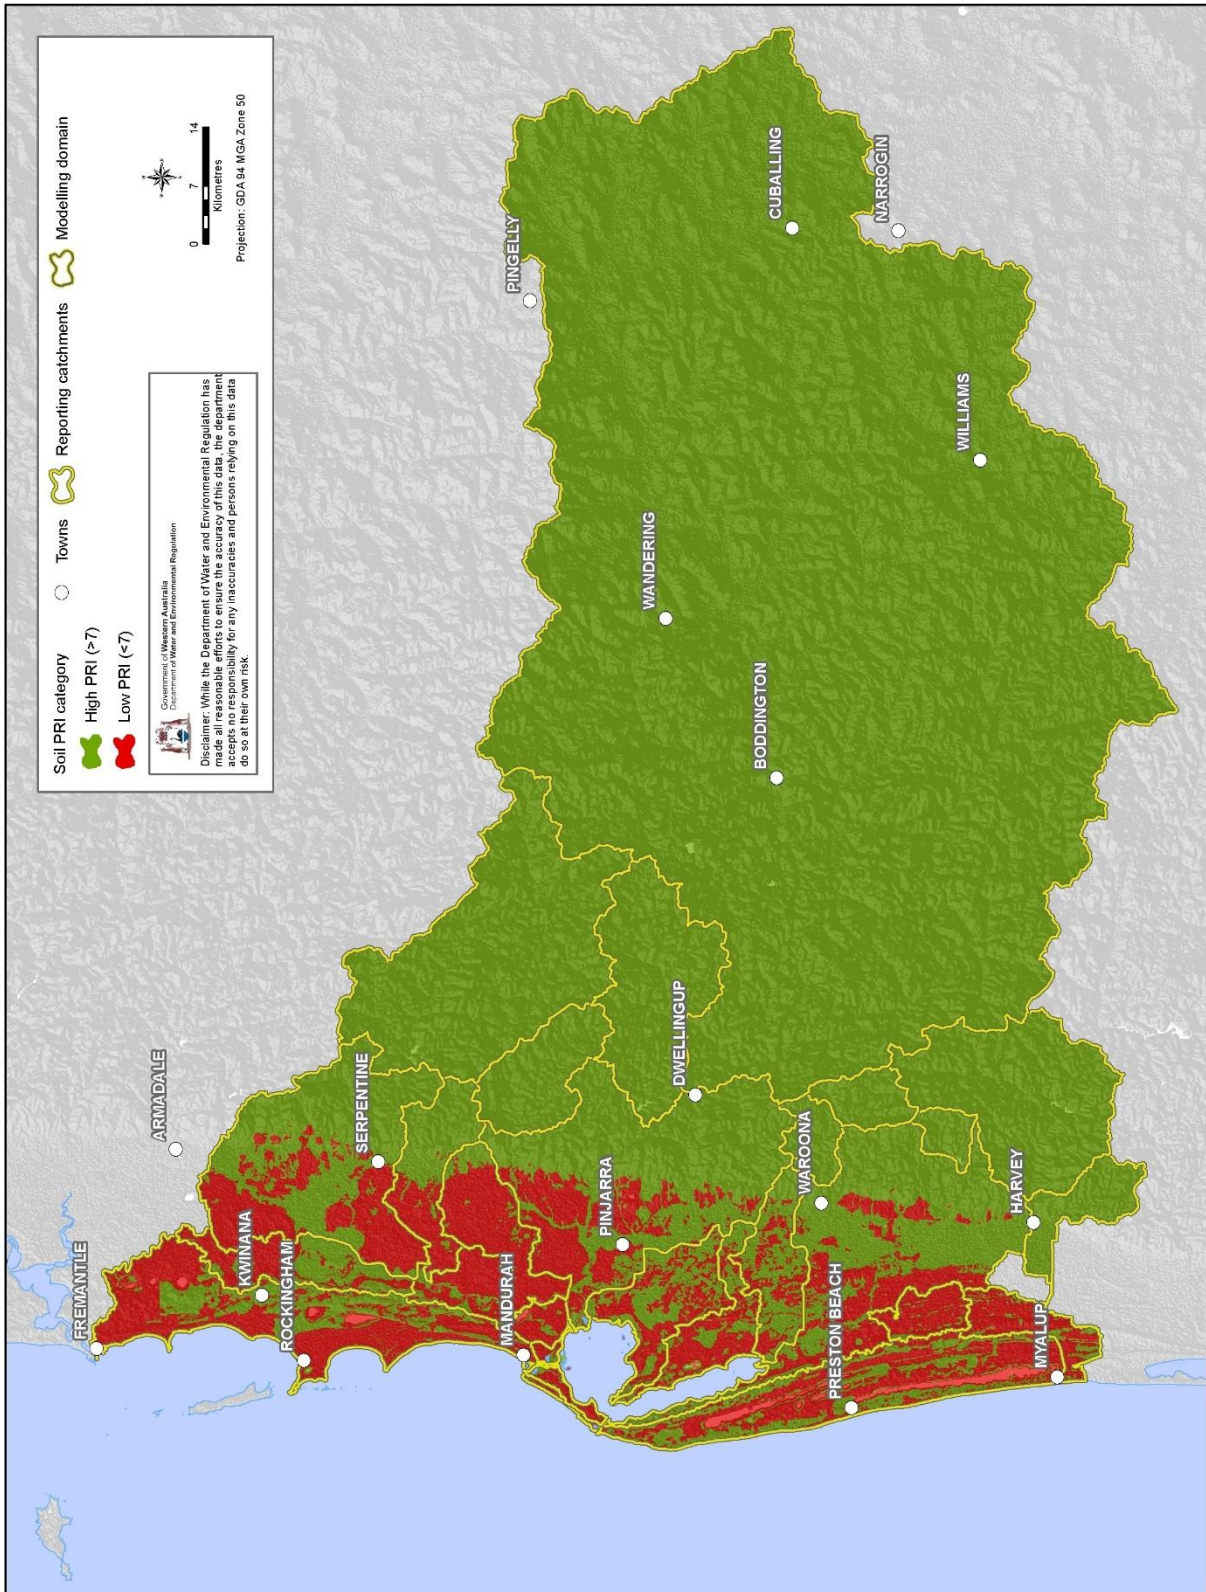 Soil PRI category
High PRI (>7)
Low PRI (<7)
Towns
Reporting catchments
Modelling domain
Government of Western Australia
Department of Water and Environmental Regulation
Disclaimer: While the Department of Water and Environmental Regulation has
made all reasonable efforts to ensure the accuracy of this data, the department
accepts no responsibility for any inaccuracies and persons relying on this data
do so at their own risk.
0 7 14
Kilometres
Projection: GDA 94 MGA Zone 50
FREMANTLE
ARMADALE
KWINANA
ROCKINGHAM
SERPENTINE
MANDURAH
PINGELLY
PINJARRA
WANDERING
DWELLINGUP
BODDINGTON
CUBALLING
WAROONA
PRESTON BEACH
NARROGIN
WILLIAMS
HARVEY
MYALUP